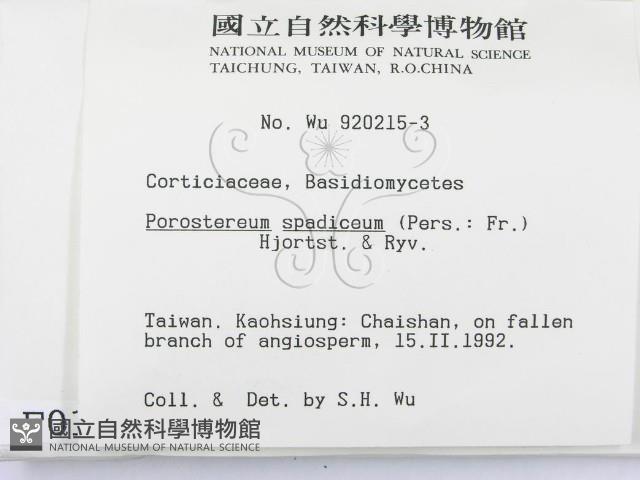 國立自然科學博物館
NATIONAL MUSEUM OF NATURAL SCIENCE
TAICHUNG, TAIWAN, R.O.CHINA
No. Wu 920215-3
Corticiaceae, Basidiomycetes
Porostereum spadiceum (Pers.: Fr.)
Hjortst. & Ryv.
Taiwan. Kaohsiung: Chaishan, on fallen
branch of angiosperm, 15.II.1992.
Coll. & Det. by S.H. Wu
國立自然科學博物館
NATIONAL MUSEUM OF NATURAL SCIENCE